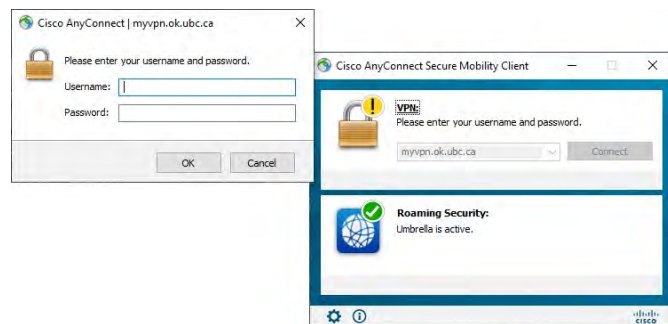 Cisco AnyConnect | myvpn.ok.ubc.ca
Please enter your username and password.
Username:
Password:
OK
Cancel
Cisco AnyConnect Secure Mobility Client
VPN:
Please enter your username and password.
myvpn.ok.ubc.ca
Connect
Roaming Security:
Umbrella is active.
CISCO